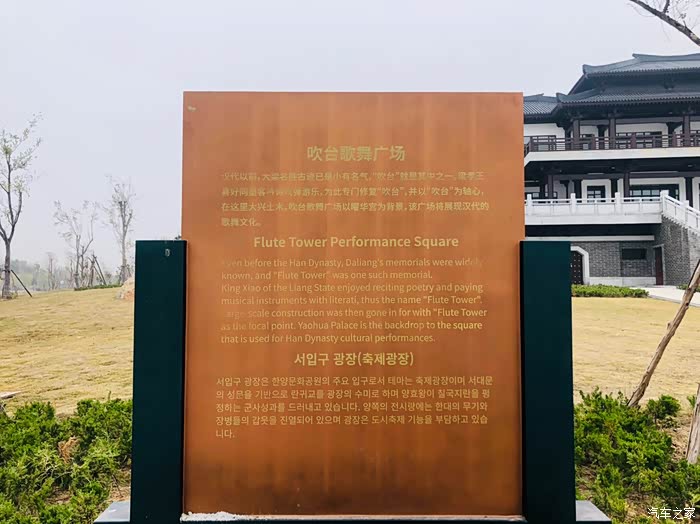 吹台歌舞广场
汉代以前，大梁名胜古迹已是小有名气，“吹台”就是其中之一。梁孝王
喜好同宾客吟诗吹弹游乐，为此专门修复“吹台”，并以“吹台”为轴心，
在这里大兴土木。吹台歌舞广场以曜华宫为背景，该广场将展现汉代的
歌舞文化。
Flute Tower Performance Square
Even before the Han Dynasty, Daliang's memorials were widely
known, and “Flute Tower” was one such memorial.
King Xiao of the Liang State enjoyed reciting poetry and paying
musical instruments with literati, thus the name “Flute Tower”.
Large scale construction was then gone in for with “Flute Tower
as the focal point. Yaohua Palace is the backdrop to the square
that is used for Han Dynasty cultural performances.
서입구 광장(축제광장)
서입구 광장은 한양문화공원의 주요 입구로서 테마는 축제광장이며 서대문
의 성문을 기반으로 란귀교를 광장의 수미로 하며 양효왕이 칠국지란을 평
정하는 군사성과를 드러내고 있습니다. 양쪽의 전시랑에는 한대의 무기와
장병들의 갑옷을 진열되어 있으며 광장은 도시축제 기능을 부담하고 있습
니다.
汽车之家